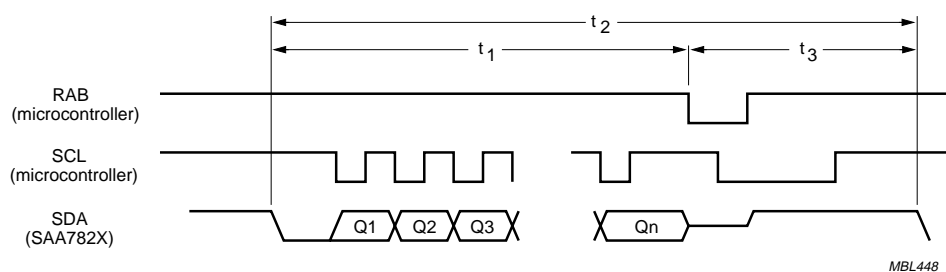 t2
t1
t3
RAB
(microcontroller)
SCL
(microcontroller)
SDA
(SAA782X)
Q1
Q2
Q3
Qn
MBL448